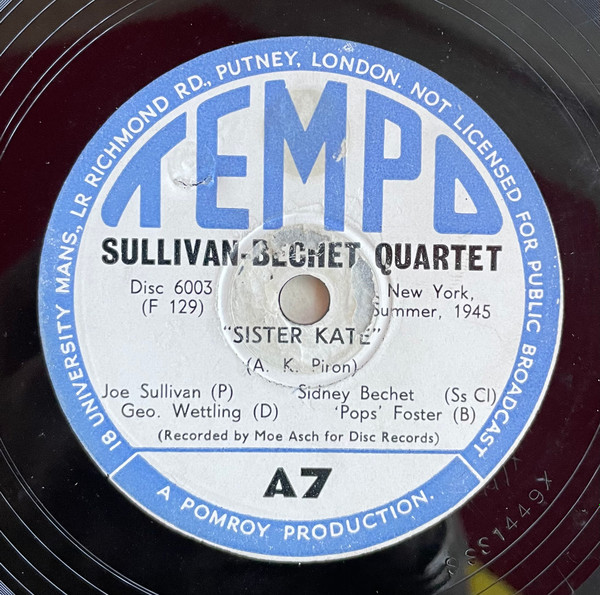 18 UNIVERSITY MANS., LR RICHMOND RD., PUTNEY, LONDON. NOT LICENSED FOR PUBLIC BROADCAST
TEMPO
SULLIVAN-BECHET QUARTET
Disc 6003 New York,
(F 129) Summer, 1945
"SISTER KATE"
(A. K. Piron)
Joe Sullivan (P) Sidney Bechet (Ss Cl)
Geo. Wettling (D) 'Pops' Foster (B)
(Recorded by Moe Asch for Disc Records)
A7
A POMROY PRODUCTION.